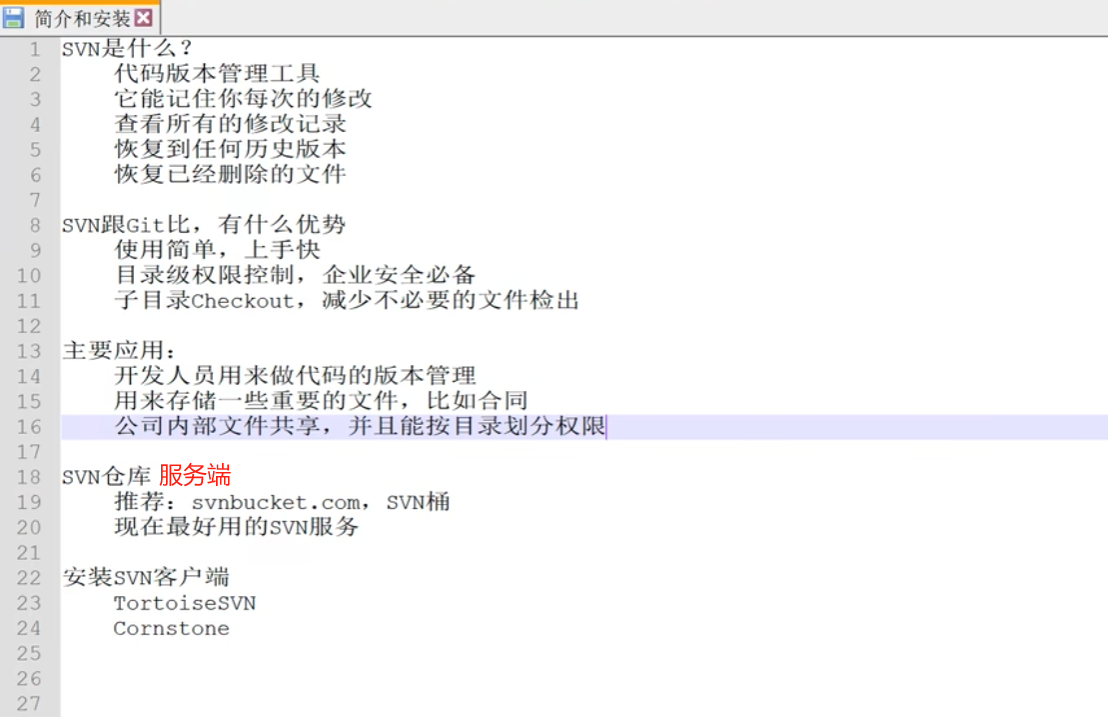 简介和安装
1 SVN是什么？
2 代码版本管理工具
3 它能记住你每次的修改
4 查看所有的修改记录
5 恢复到任何历史版本
6 恢复已经删除的文件
7
8 SVN跟Git比，有什么优势
9 使用简单，上手快
10 目录级权限控制，企业安全必备
11 子目录Checkout，减少不必要的文件检出
12
13 主要应用：
14 开发人员用来做代码的版本管理
15 用来存储一些重要的文件，比如合同
16 公司内部文件共享，并且能按目录划分权限
17
18 SVN仓库 服务端
19 推荐：svnbucket.com，SVN桶
20 现在最好用的SVN服务
21
22 安装SVN客户端
23 TortoiseSVN
24 Cornstone
25
26
27